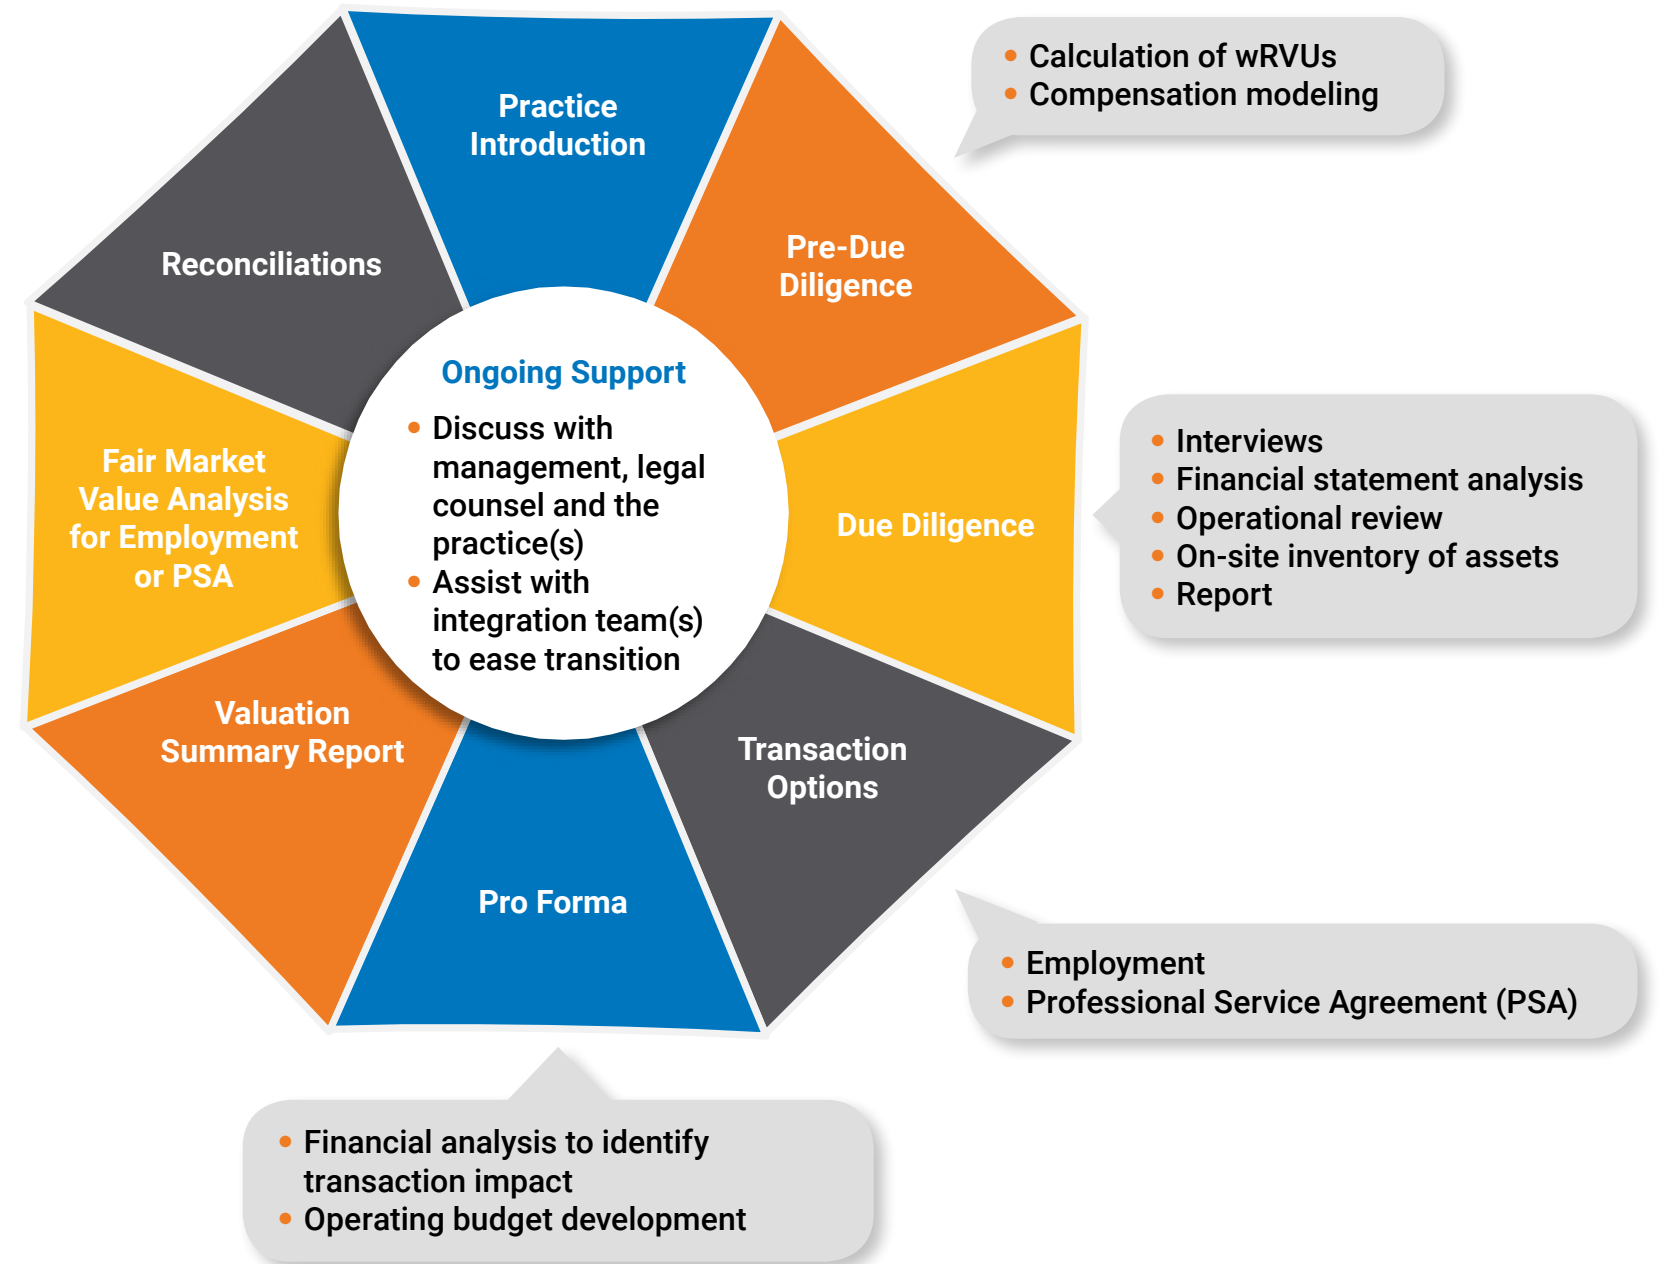 Practice
Introduction
• Calculation of wRVUs
• Compensation modeling
Pre-Due
Diligence
Reconciliations
Ongoing Support
• Discuss with
management, legal
counsel and the
practice(s)
• Assist with
integration team(s)
to ease transition
Fair Market
Value Analysis
for Employment
or PSA
Due Diligence
• Interviews
• Financial statement analysis
• Operational review
• On-site inventory of assets
• Report
Valuation
Summary Report
Transaction
Options
Pro Forma
• Employment
• Professional Service Agreement (PSA)
• Financial analysis to identify
transaction impact
• Operating budget development